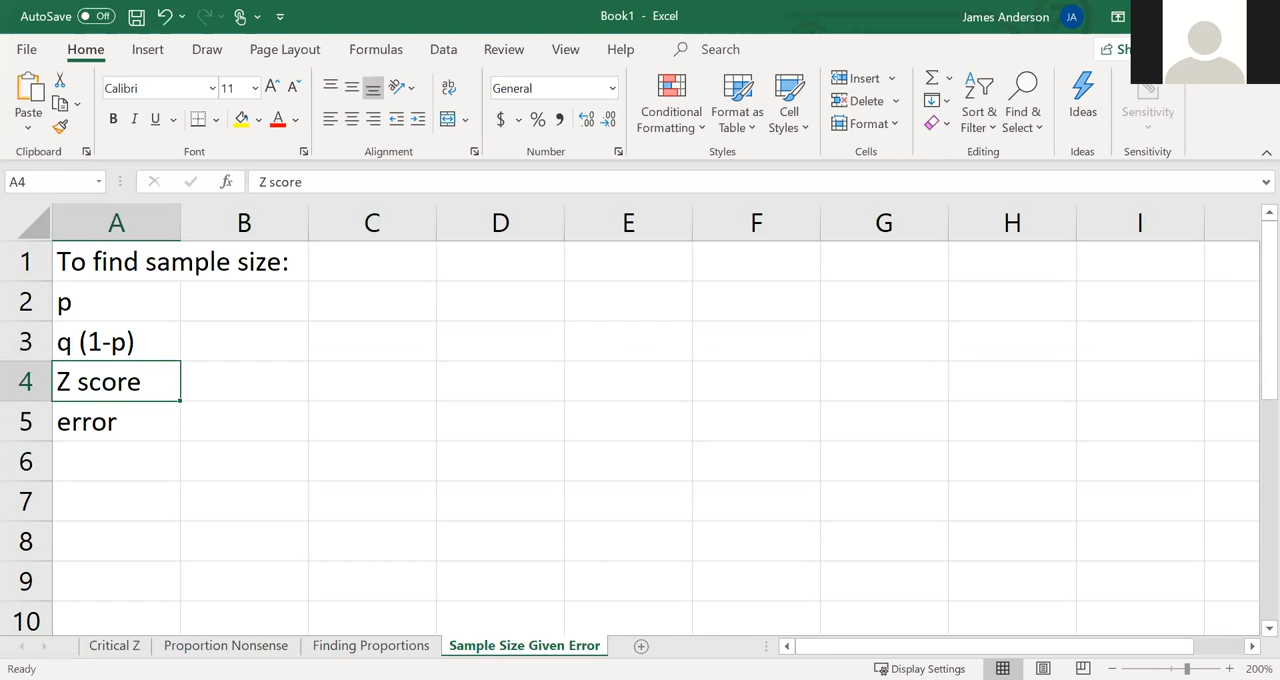 AutoSave Off
Book1 - Excel
James Anderson JA
File Home Insert Draw Page Layout Formulas Data Review View Help Search Sh
Paste
Calibri 11
B I U
General
$ % 9
Conditional Formatting
Format as Table
Cell Styles
Insert
Delete
Format
Sort & Filter
Find & Select
Ideas
Sensitivity
Clipboard Font Alignment Number Styles Cells Editing Ideas Sensitivity
A4 fx Z score
A B C D E F G H I
1 To find sample size:
2 p
3 q (1-p)
4 Z score
5 error
6
7
8
9
10
Critical Z Proportion Nonsense Finding Proportions Sample Size Given Error
Ready Display Settings 200%